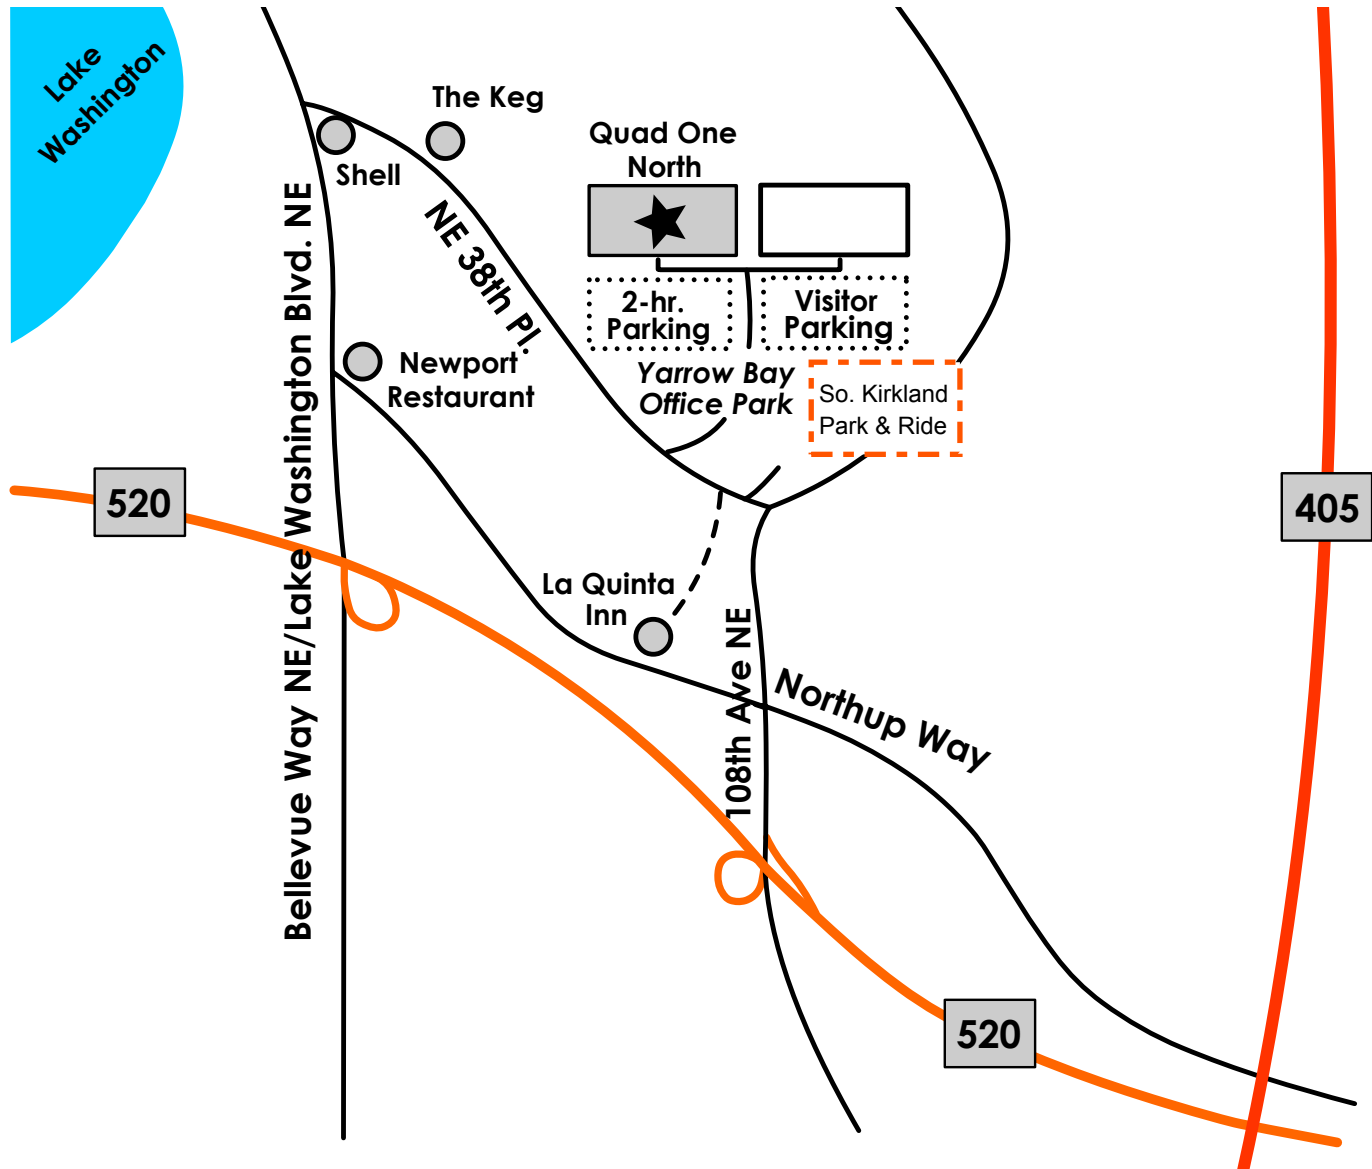 Lake
Washington
The Keg
Shell
Quad One
North
NE 38th Pl.
2-hr.
Parking
Visitor
Parking
Newport
Restaurant
Yarrow Bay
Office Park
So. Kirkland
Park & Ride
Bellevue Way NE/Lake Washington Blvd. NE
520
405
La Quinta
Inn
108th Ave NE
Northup Way
520